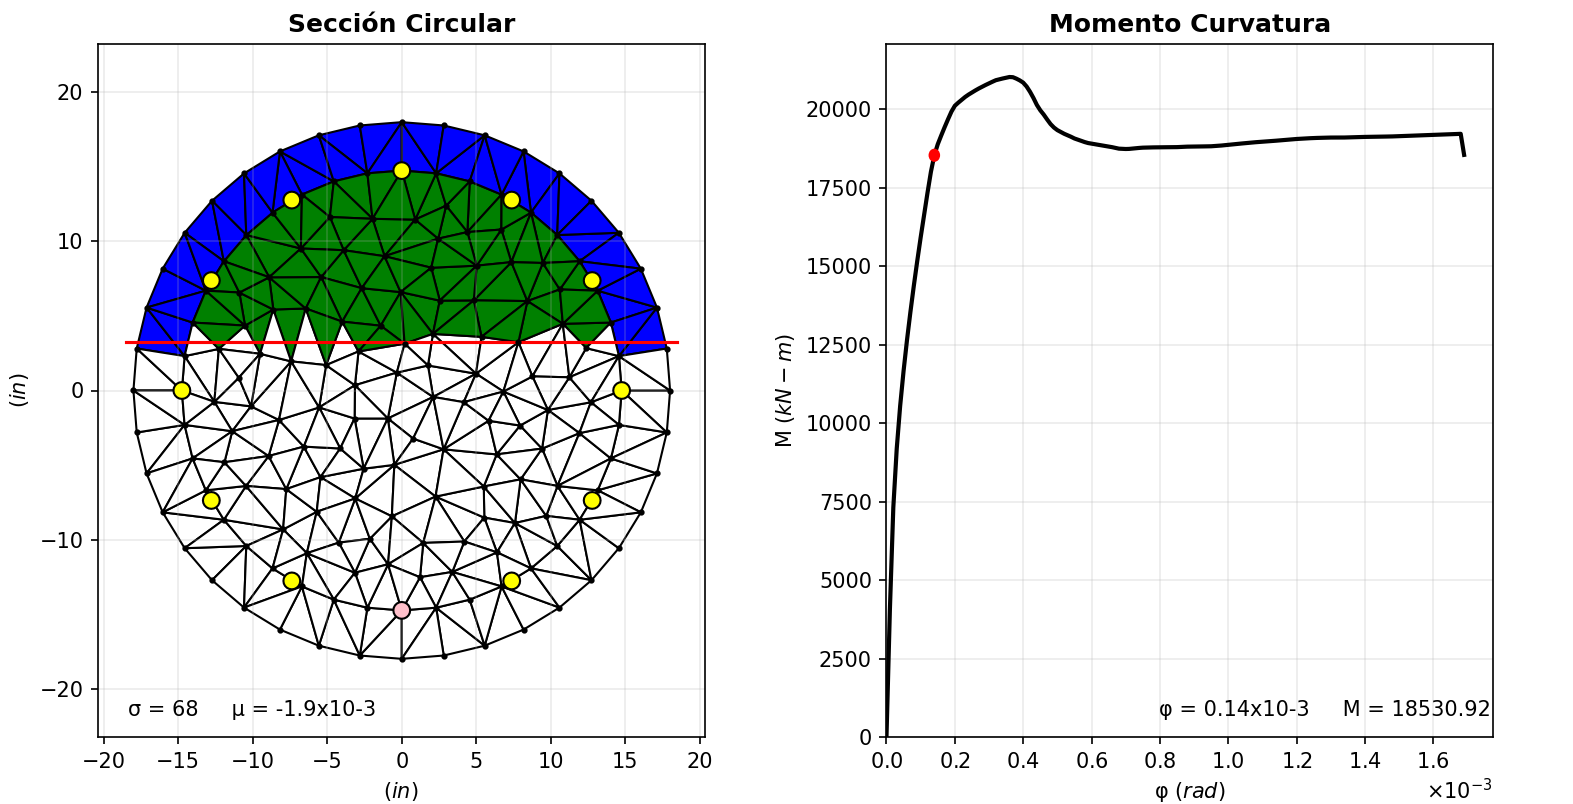 Sección Circular
20
10
0
−10
−20
(in)
σ = 68 μ = -1.9x10-3
−20 −15 −10 −5 0 5 10 15 20
(in)
Momento Curvatura
20000
17500
15000
12500
10000
7500
5000
2500
0
M (kN − m)
φ = 0.14x10-3 M = 18530.92
0.0 0.2 0.4 0.6 0.8 1.0 1.2 1.4 1.6
×10⁻³
φ (rad)